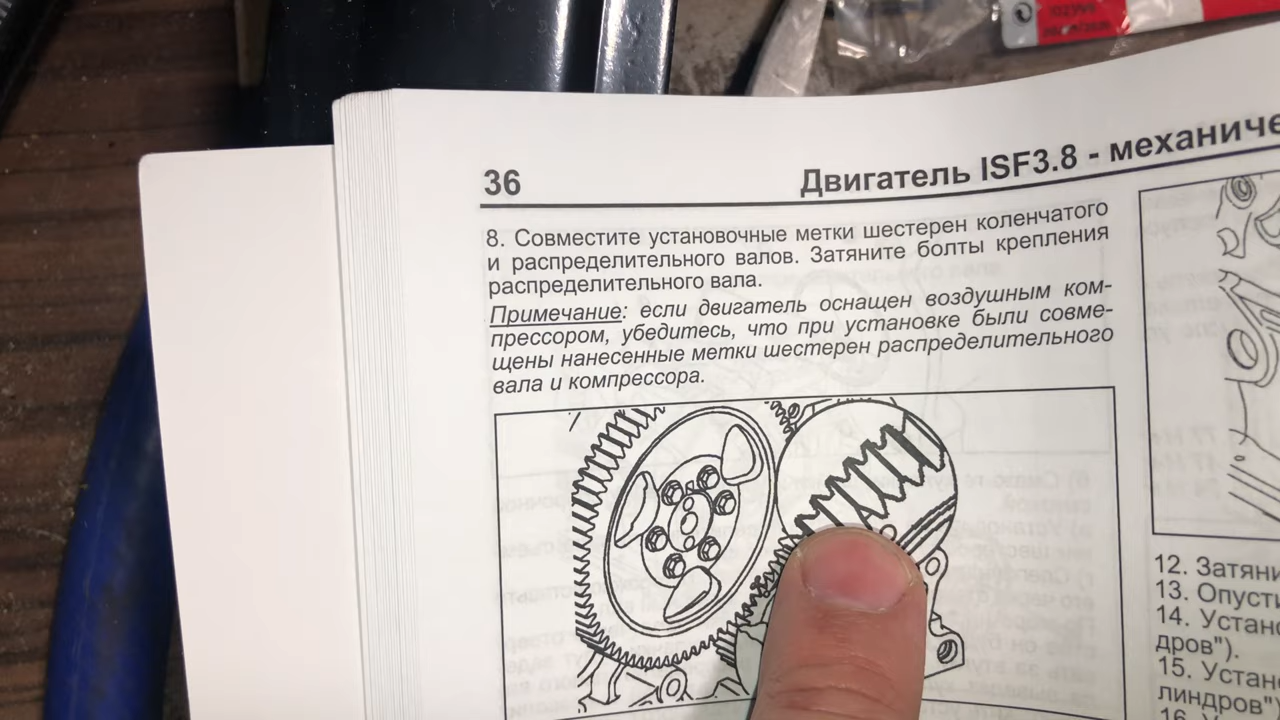 36
Двигатель ISF3.8 - механиче
8. Совместите установочные метки шестерен коленчатого
и распределительного валов. Затяните болты крепления
распределительного вала.
Примечание: если двигатель оснащен воздушным ком-
прессором, убедитесь, что при установке были совме-
щены нанесенные метки шестерен распределительного
вала и компрессора.
12. Затяни
13. Опусти
14. Устано
дров").
15. Устан
линдров"
16